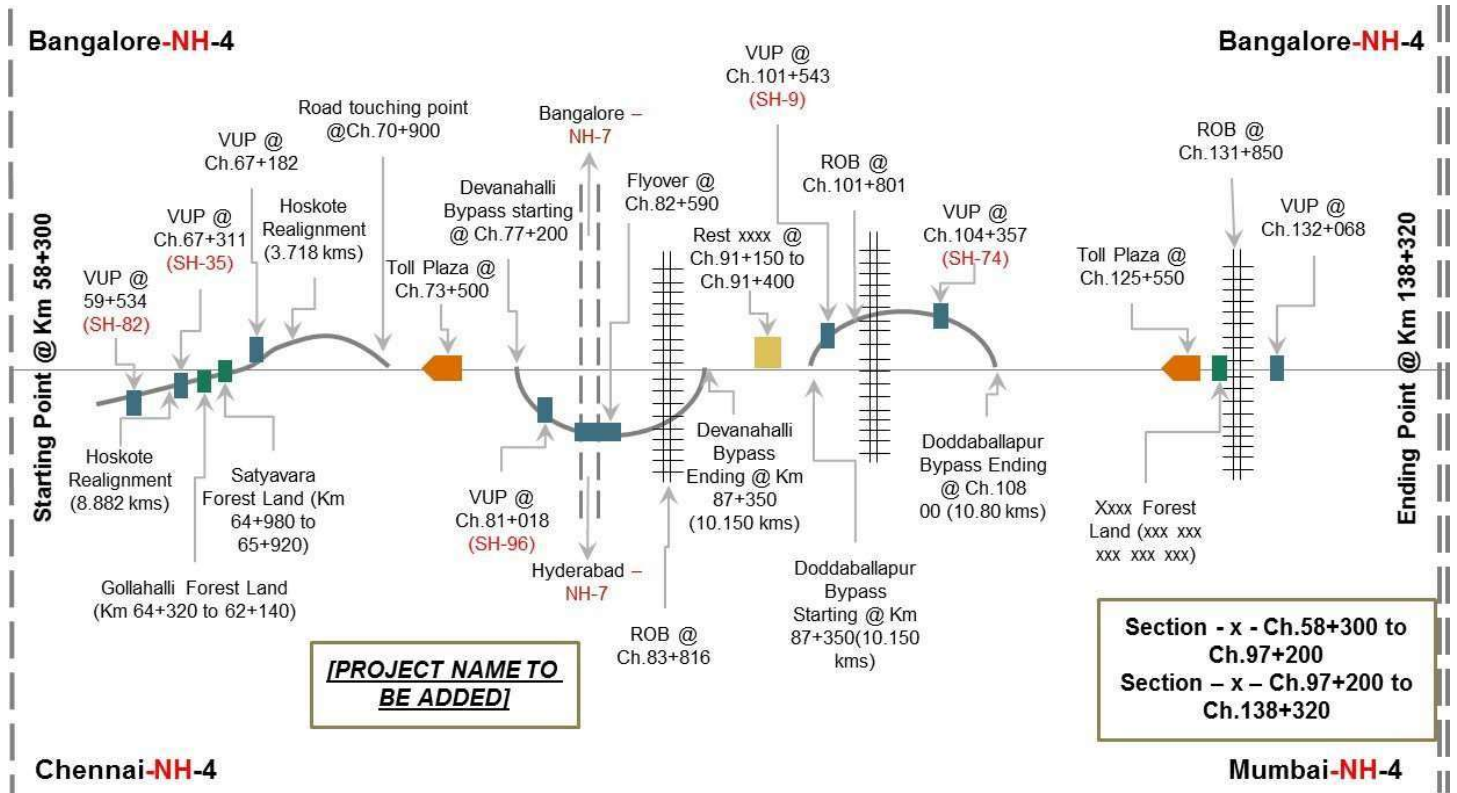 Bangalore-NH-4
Bangalore-NH-4
Starting Point @ Km 58+300
Ending Point @ Km 138+320
VUP @
59+534
(SH-82)
VUP @
Ch.67+311
(SH-35)
VUP @
Ch.67+182
Hoskote
Realignment
(3.718 kms)
Road touching point
@Ch.70+900
Toll Plaza @
Ch.73+500
Devanahalli
Bypass starting
@ Ch.77+200
Bangalore –
NH-7
Flyover @
Ch.82+590
Rest xxxx @
Ch.91+150 to
Ch.91+400
VUP @
Ch.101+543
(SH-9)
ROB @
Ch.101+801
VUP @
Ch.104+357
(SH-74)
Toll Plaza @
Ch.125+550
ROB @
Ch.131+850
VUP @
Ch.132+068
Hoskote
Realignment
(8.882 kms)
Satyavara
Forest Land (Km
64+980 to
65+920)
Gollahalli Forest Land
(Km 64+320 to 62+140)
VUP @
Ch.81+018
(SH-96)
Hyderabad –
NH-7
ROB @
Ch.83+816
Devanahalli
Bypass
Ending @ Km
87+350
(10.150 kms)
Doddaballapur
Bypass
Starting @ Km
87+350(10.150
kms)
Doddaballapur
Bypass Ending
@ Ch.108
00 (10.80 kms)
Xxxx Forest
Land (xxx xxx
xxx xxx xxx)
[PROJECT NAME TO
BE ADDED]
Section - x - Ch.58+300 to
Ch.97+200
Section – x – Ch.97+200 to
Ch.138+320
Chennai-NH-4
Mumbai-NH-4